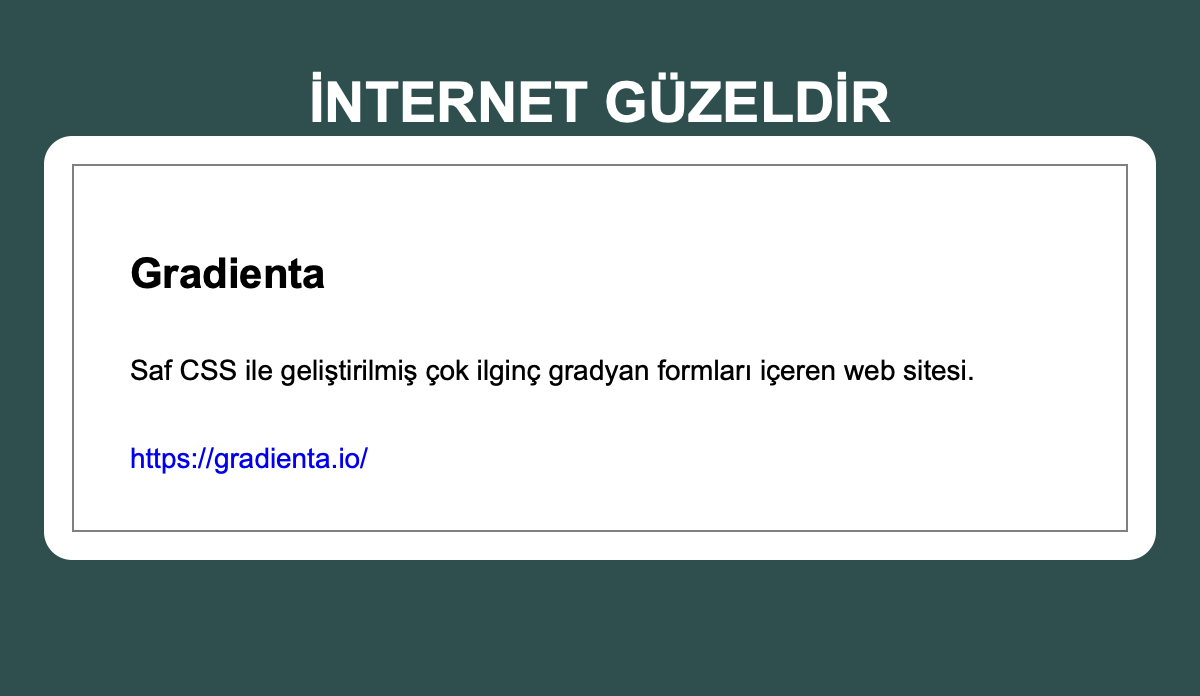 İNTERNET GÜZELDİR
Gradienta
Saf CSS ile geliştirilmiş çok ilginç gradyan formları içeren web sitesi.
https://gradienta.io/